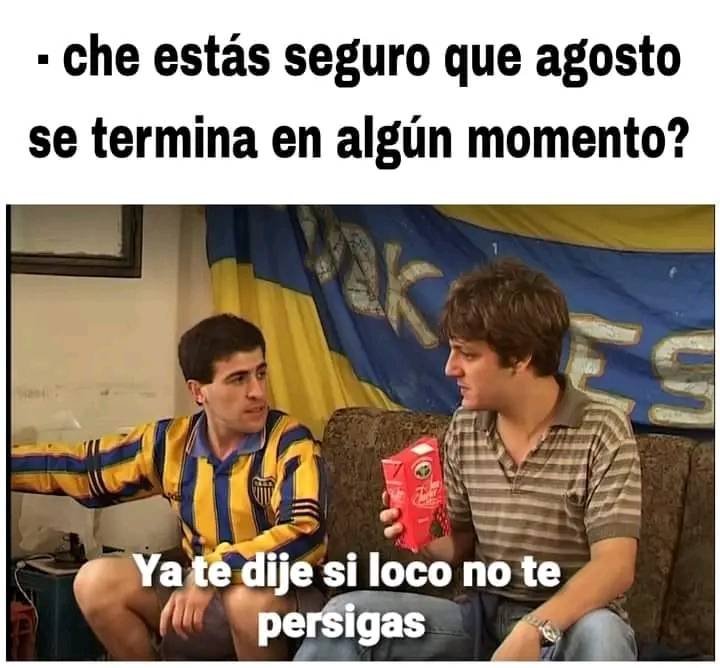 - che estás seguro que agosto
se termina en algún momento?
Ya te dije si loco no te
persigas